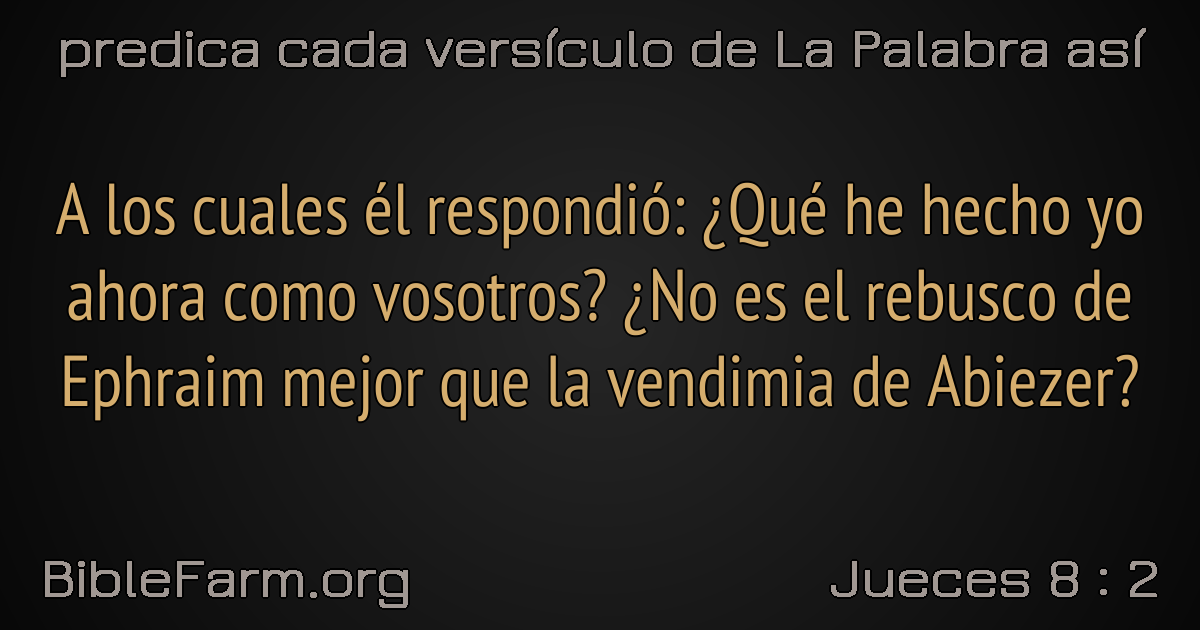 predica cada versículo de La Palabra así
A los cuales él respondió: ¿Qué he hecho yo
ahora como vosotros? ¿No es el rebusco de
Ephraim mejor que la vendimia de Abiezer?
BibleFarm.org
Jueces 8 : 2